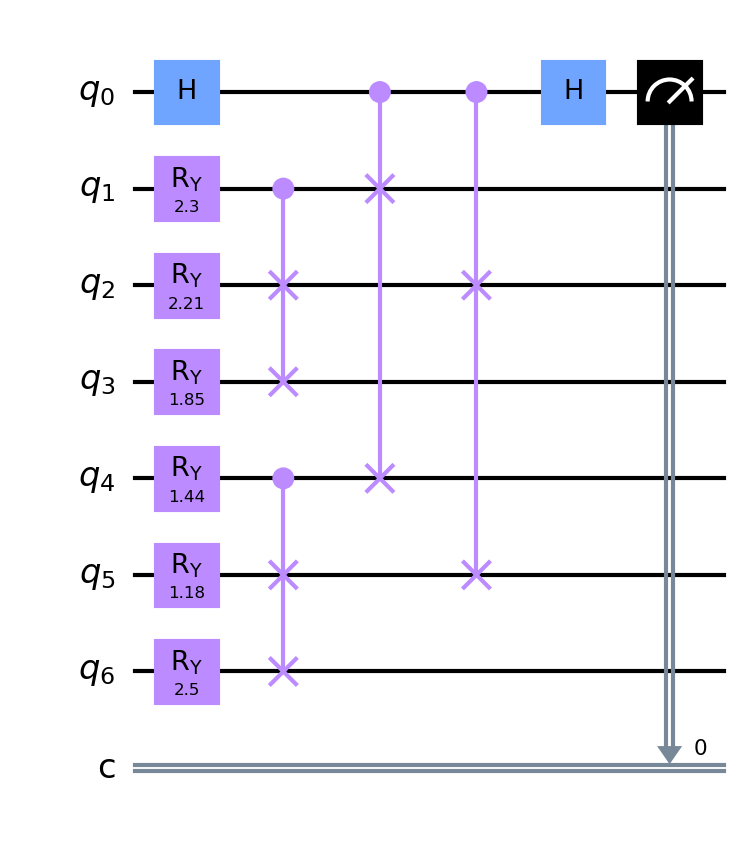 q0 H H
q1 RY 2.3
q2 RY 2.21
q3 RY 1.85
q4 RY 1.44
q5 RY 1.18
q6 RY 2.5
0
c